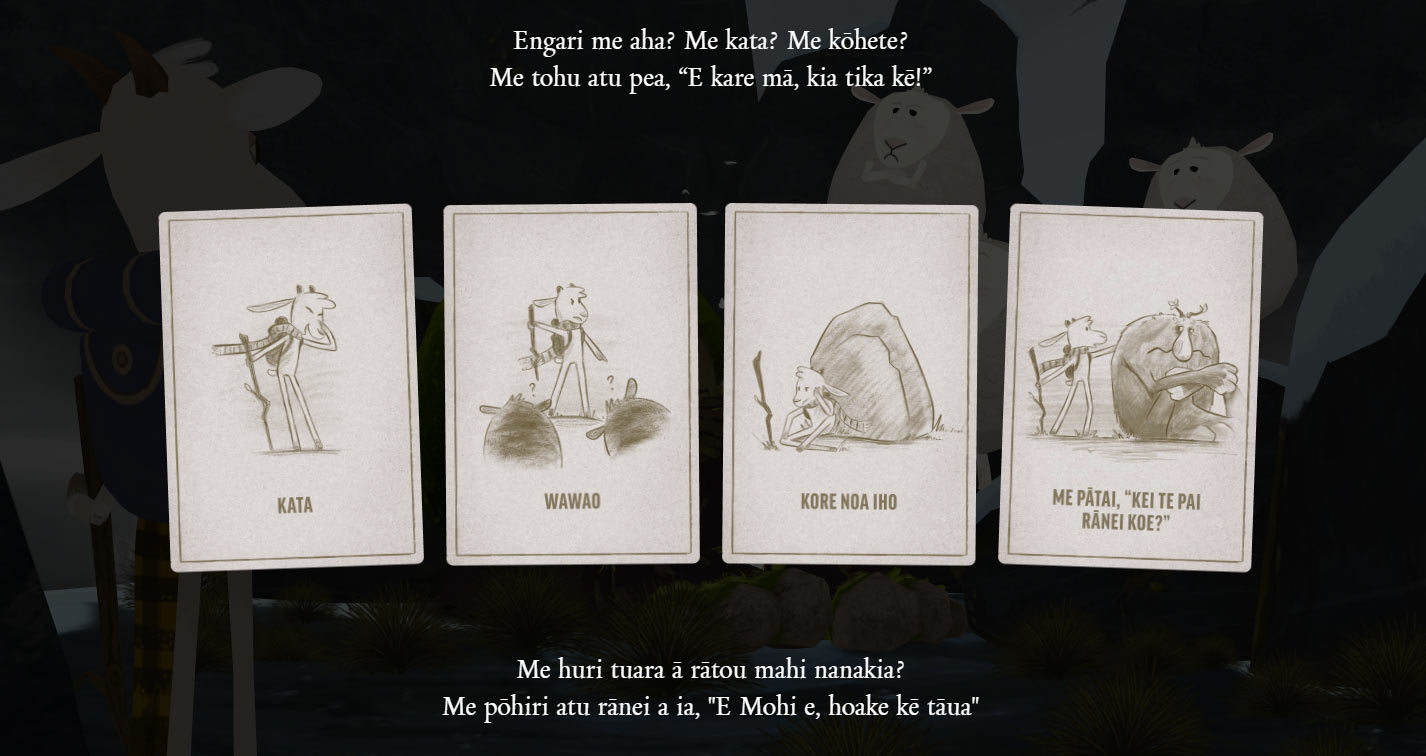 Engari me aha? Me kata? Me kōhete?
Me tohu atu pea, “E kare mā, kia tika kē!”
KATA
WAWAO
KORE NOA IHO
ME PĀTAI, “KEI TE PAI
RĀNEI KOE?”
Me huri tuara ā rātou mahi nanakia?
Me pōhiri atu rānei a ia, "E Mohi e, hoake kē tāua"